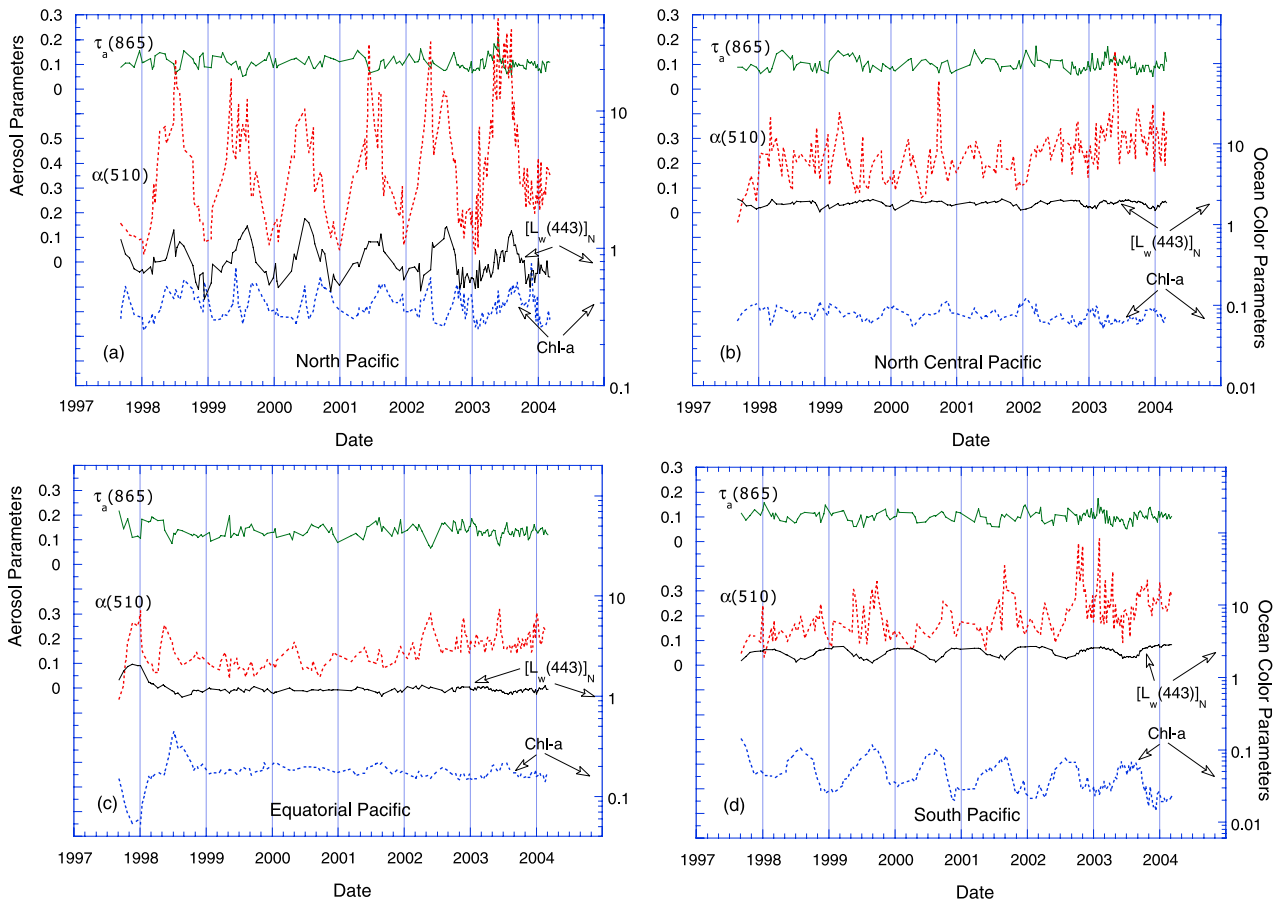 Aerosol Parameters
0.3
0.2
0.1
0
0.3
0.4
0.3
0.2
0.1
0
τa(865)
α(510)
[Lw(443)]N
Chl-a
(a)
North Pacific
10
1
0.1
1997 1998 1999 2000 2001 2002 2003 2004
Date
0.3
0.2
0.1
0
0.3
0.2
0.1
0
τa(865)
α(510)
[Lw(443)]N
Chl-a
(b)
North Central Pacific
10
1
0.1
0.01
Ocean Color Parameters
1997 1998 1999 2000 2001 2002 2003 2004
Date
Aerosol Parameters
0.3
0.2
0.1
0
0.3
0.2
0.1
0
τa(865)
α(510)
[Lw(443)]N
Chl-a
(c)
Equatorial Pacific
10
1
0.1
1997 1998 1999 2000 2001 2002 2003 2004
Date
0.3
0.2
0.1
0
0.3
0.2
0.1
0
τa(865)
α(510)
[Lw(443)]N
Chl-a
(d)
South Pacific
10
1
0.1
0.01
Ocean Color Parameters
1997 1998 1999 2000 2001 2002 2003 2004
Date